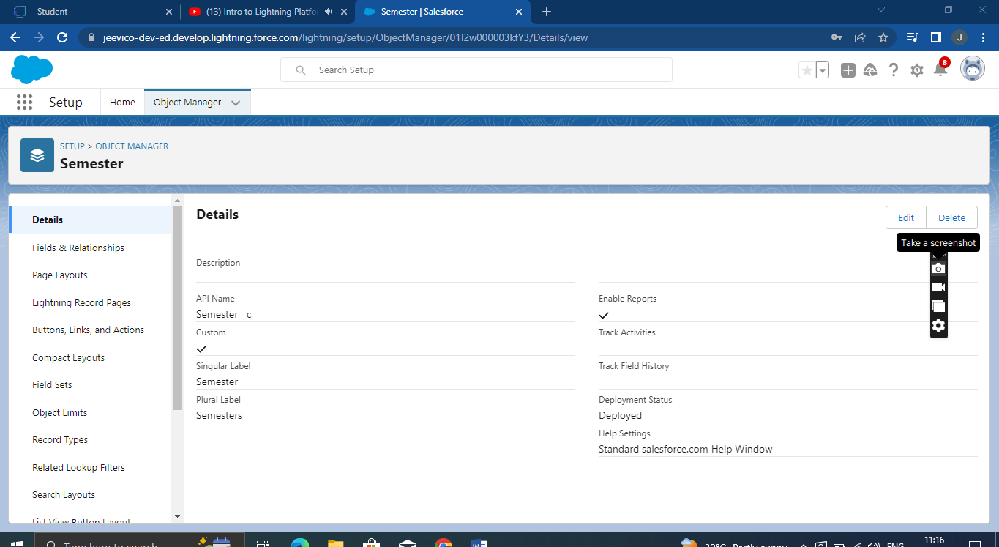 - Student
(13) Intro to Lightning Platfo
Semester | Salesforce
jeevico-dev-ed.develop.lightning.force.com/lightning/setup/ObjectManager/01I2w000003kfY3/Details/view
J
Search Setup
8
Setup
Home
Object Manager
SETUP > OBJECT MANAGER
Semester
Details
Fields & Relationships
Page Layouts
Lightning Record Pages
Buttons, Links, and Actions
Compact Layouts
Field Sets
Object Limits
Record Types
Related Lookup Filters
Search Layouts
List View Button Layout
Details
Edit
Delete
Take a screenshot
Description
API Name
Semester__c
Custom
Singular Label
Semester
Plural Label
Semesters
Enable Reports
Track Activities
Track Field History
Deployment Status
Deployed
Help Settings
Standard salesforce.com Help Window
Type here to search
32°C Partly sunny
ENG
11:16